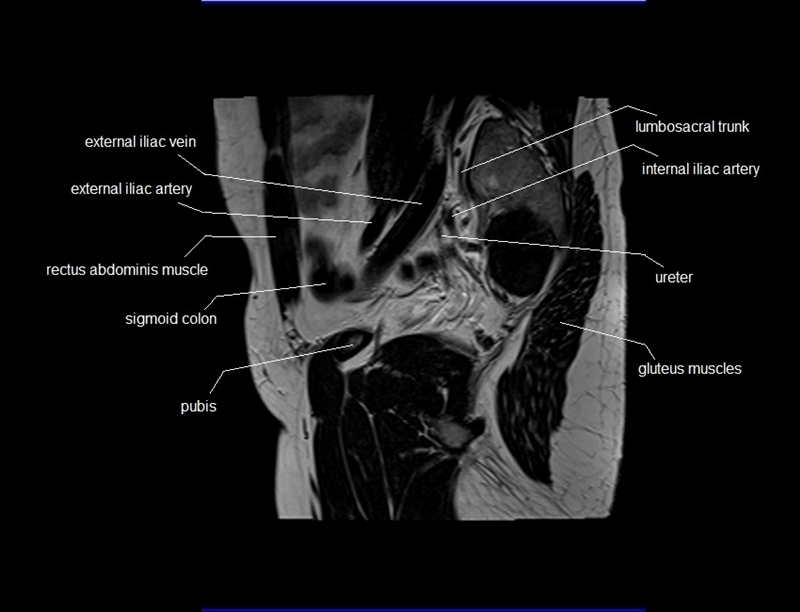 external iliac vein
external iliac artery
rectus abdominis muscle
sigmoid colon
pubis
lumbosacral trunk
internal iliac artery
ureter
gluteus muscles